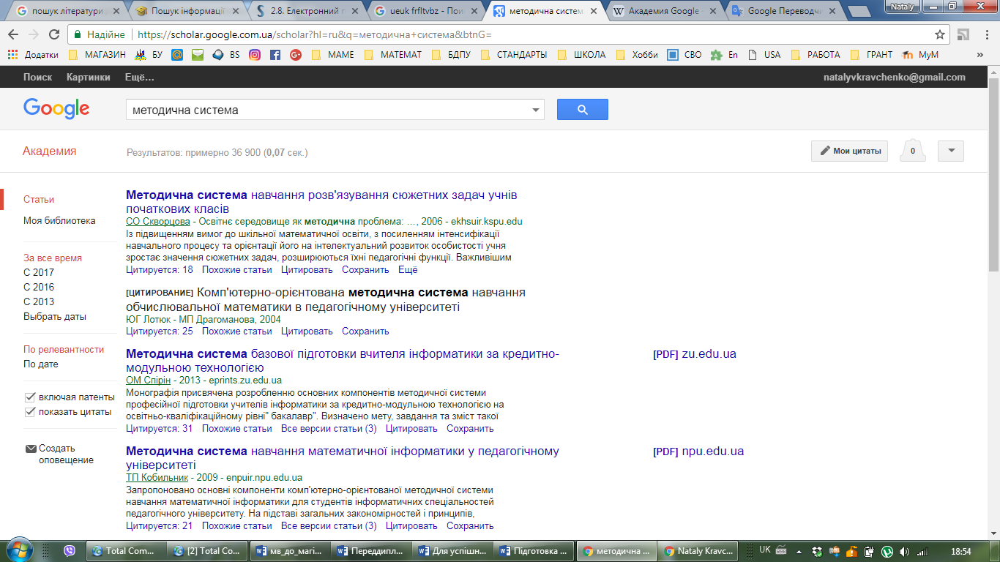 пошук літератури
Пошук інформації
2.8. Електронний п
ueuk frfltvbz - Пои
методична систем
Академия Google -
Google Переводч
Nataly
Надійне https://scholar.google.com.ua/scholar?hl=ru&q=методична+система&btnG=
Додатки МАГАЗИН БУ BS МАМЕ МАТЕМАТ БДПУ СТАНДАРТЫ ШКОЛА Хобби СВО En USA РАБОТА ГРАНТ МуМ »
Поиск Картинки Ещё... natalyvkravchenko@gmail.com
Google методична система
Академия Результатов: примерно 36 900 (0,07 сек.) Мои цитаты 0
Статьи
Моя библиотека
За все время
С 2017
С 2016
С 2013
Выбрать даты
По релевантности
По дате
включая патенты
показать цитаты
Создать
оповещение
Методична система навчання розв'язування сюжетних задач учнів
початкових класів
СО Скворцова - Освітнє середовище як методична проблема: …, 2006 - ekhsuir.kspu.edu
Із підвищенням вимог до шкільної математичної освіти, з посиленням інтенсифікації
навчального процесу та орієнтації його на інтелектуальний розвиток особистості учня
зростає значення сюжетних задач, розширюються їхні педагогічні функції. Важливішим
Цитируется: 18 Похожие статьи Цитировать Сохранить Ещё
[ЦИТИРОВАНИЕ] Комп'ютерно-орієнтована методична система навчання
обчислювальної математики в педагогічному університеті
ЮГ Лотюк - МП Драгоманова, 2004
Цитируется: 25 Похожие статьи Цитировать Сохранить
Методична система базової підготовки вчителя інформатики за кредитно-
модульною технологією
[PDF] zu.edu.ua
ОМ Спірін - 2013 - eprints.zu.edu.ua
Монографія присвячена розробленню основних компонентів методичної системи
професійної підготовки учителів інформатики за кредитно-модульною технологією на
освітньо-кваліфікаційному рівні" бакалавр". Визначено мету, завдання та зміст такої
Цитируется: 31 Похожие статьи Все версии статьи (3) Цитировать Сохранить
Методична система навчання математичної інформатики у педагогічному
університеті
[PDF] npu.edu.ua
ТП Кобильник - 2009 - enpuir.npu.edu.ua
Запропоновано основні компоненти комп'ютерно-орієнтованої методичної системи
навчання математичної інформатики для студентів інформатичних спеціальностей
педагогічного університету. На підставі загальних закономірностей і принципів,
Цитируется: 21 Похожие статьи Все версии статьи (3) Цитировать Сохранить
Total Com... [2] Total Co... мв_до_магі... Переддипл... Для успішн... Підготовка ... методична ... Nataly Kravc... UK 18:54